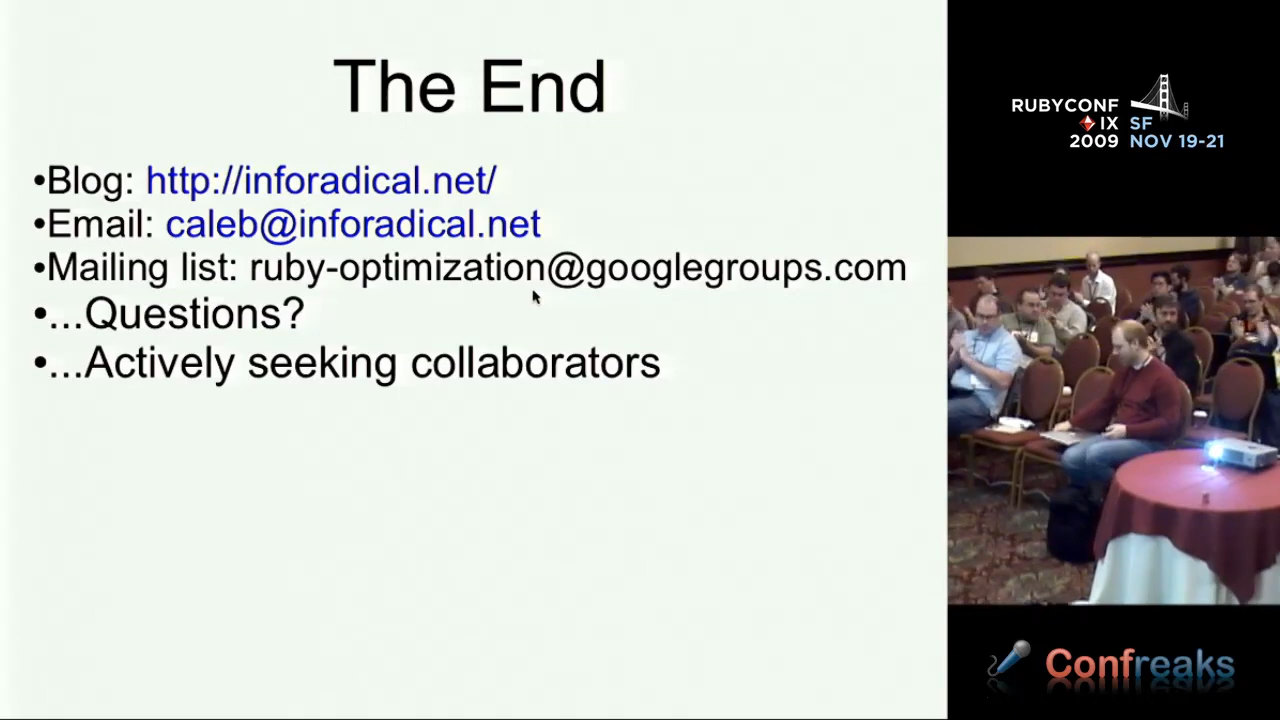 The End
•Blog: http://inforadical.net/
•Email: caleb@inforadical.net
•Mailing list: ruby-optimization@googlegroups.com
•...Questions?
•...Actively seeking collaborators
RUBYCONF
IX SF
2009 NOV 19-21
Confreaks